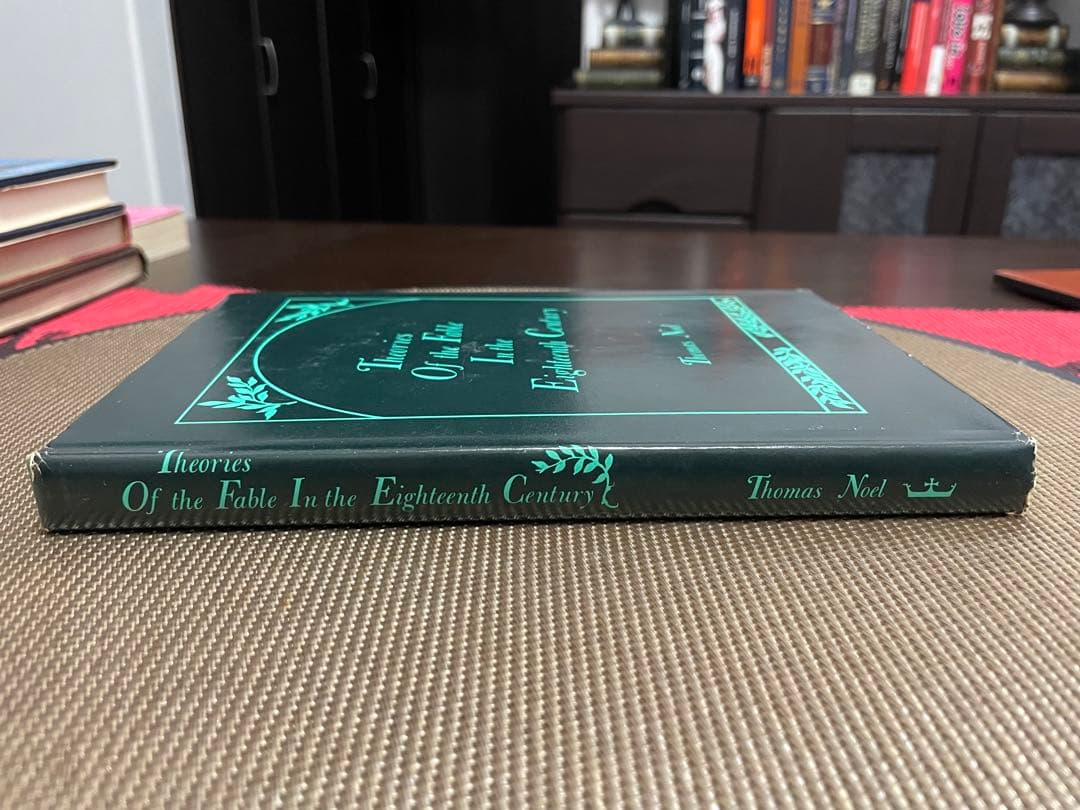 Theories
Of the Fable
In the
Eighteenth Century
Thomas Noel
Theories
Of the Fable In the Eighteenth Century
Thomas Noel